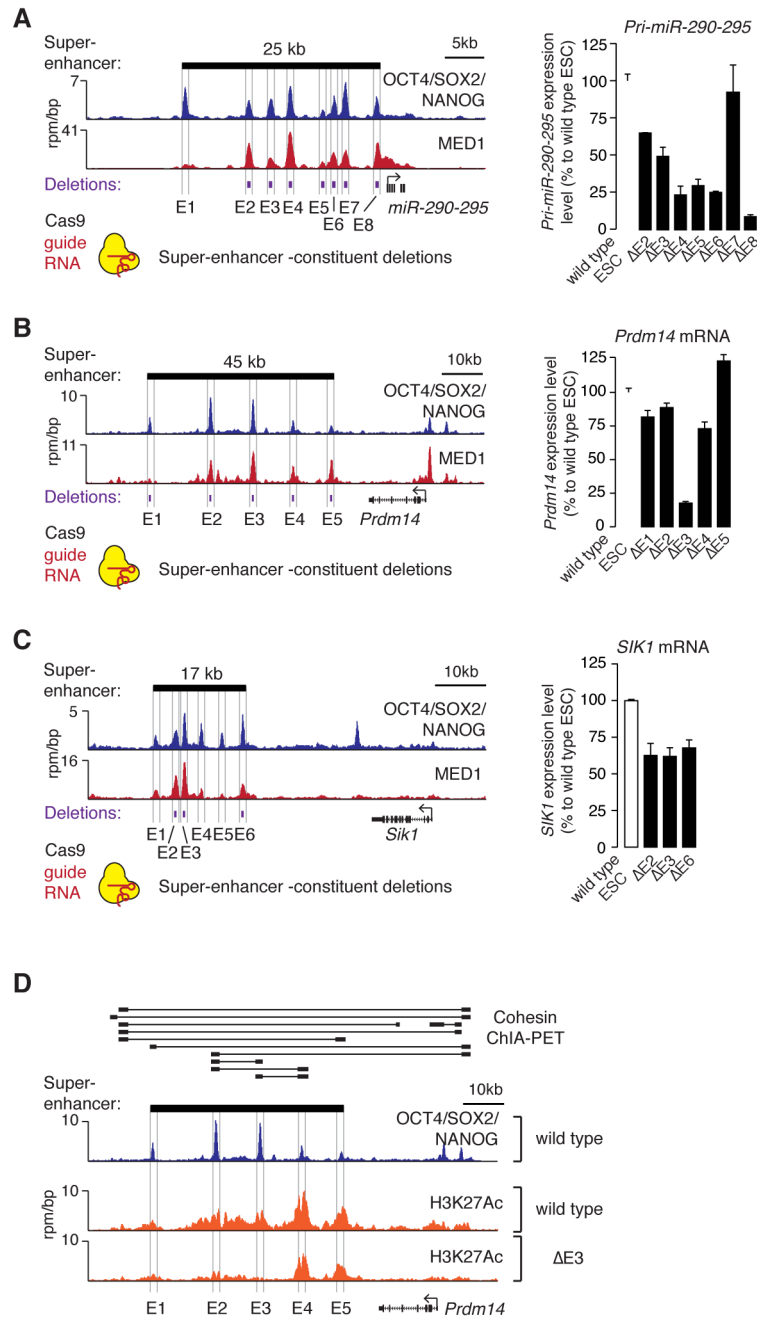 A
Super-
enhancer:
25 kb
5kb
OCT4/SOX2/
NANOG
7
rpm/bp
41
MED1
Deletions:
E1
E2
E3
E4
E5
E6
E7
E8
miR-290-295
Cas9
guide
RNA
Super-enhancer -constituent deletions
Pri-miR-290-295
Pri-miR-290-295 expression
level (% to wild type ESC)
125
100
75
50
25
0
wild type
ESC
ΔE2
ΔE3
ΔE4
ΔE5
ΔE6
ΔE7
ΔE8
B
Super-
enhancer:
45 kb
10kb
OCT4/SOX2/
NANOG
10
rpm/bp
11
MED1
Deletions:
E1
E2
E3
E4
E5
Prdm14
Cas9
guide
RNA
Super-enhancer -constituent deletions
Prdm14 mRNA
Prdm14 expression level
(% to wild type ESC)
125
100
75
50
25
0
wild type
ESC
ΔE1
ΔE2
ΔE3
ΔE4
ΔE5
C
Super-
enhancer:
17 kb
10kb
OCT4/SOX2/
NANOG
5
rpm/bp
16
MED1
Deletions:
E1
E2
E3
E4
E5
E6
Sik1
Cas9
guide
RNA
Super-enhancer -constituent deletions
SIK1 mRNA
SIK1 expression level
(% to wild type ESC)
125
100
75
50
25
0
wild type
ESC
ΔE2
ΔE3
ΔE6
D
Cohesin
ChIA-PET
Super-
enhancer:
10kb
OCT4/SOX2/
NANOG
wild type
10
rpm/bp
10
H3K27Ac
wild type
10
H3K27Ac
ΔE3
E1
E2
E3
E4
E5
Prdm14